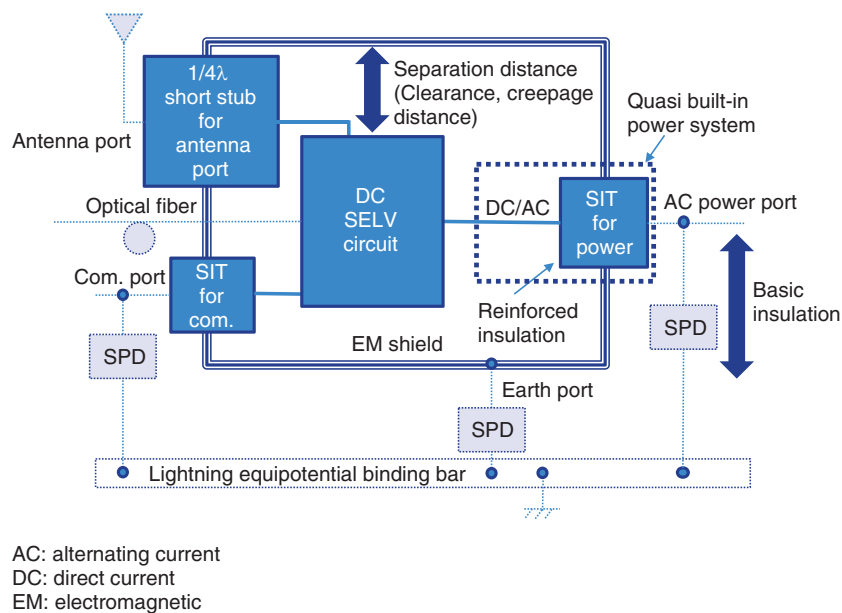 1/4λ
short stub
for
antenna
port
Separation distance
(Clearance, creepage
distance)
Quasi built-in
power system
Antenna port
DC
SELV
circuit
DC/AC
SIT
for
power
AC power port
Optical fiber
Com. port
SIT
for
com.
Reinforced
insulation
Basic
insulation
SPD
SPD
EM shield
Earth port
SPD
Lightning equipotential binding bar
AC: alternating current
DC: direct current
EM: electromagnetic